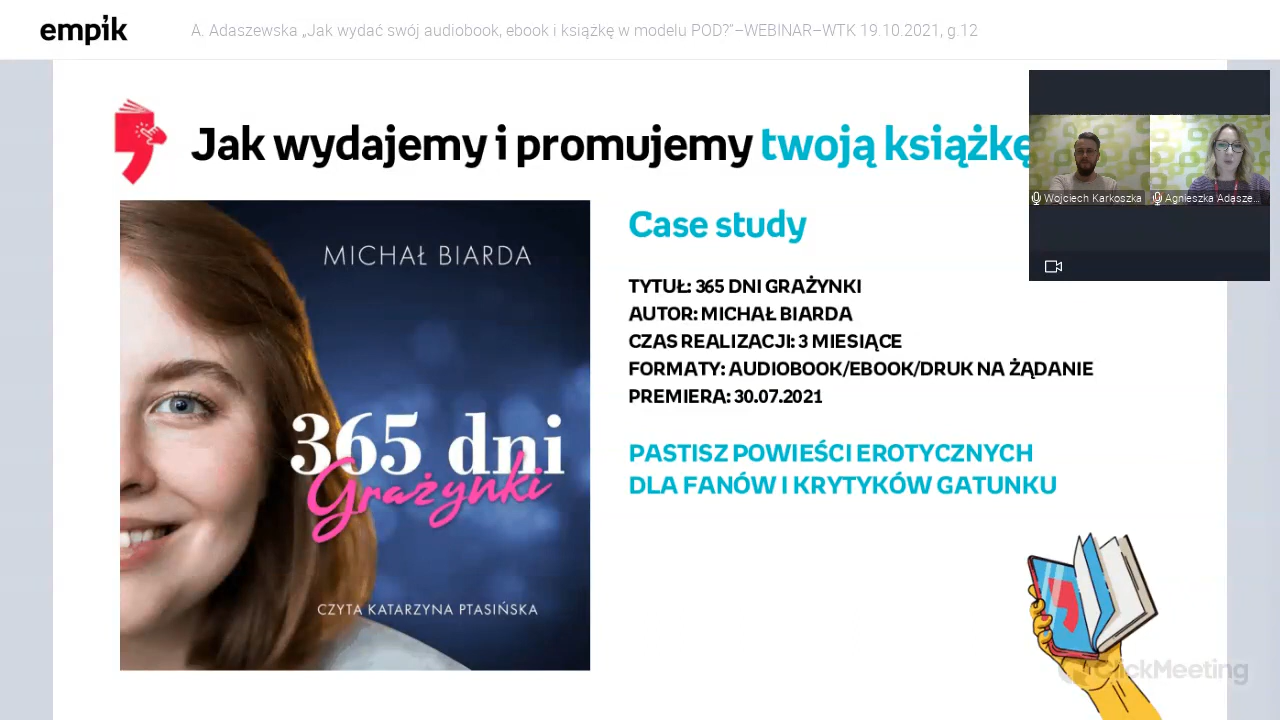 empik
A. Adaszewska „Jak wydać swój audiobook, ebook i książkę w modelu POD?”–WEBINAR–WTK 19.10.2021, g.12
Jak wydajemy i promujemy twoją książkę
Wojciech Karkoszka
Agnieszka Adasze...
MICHAŁ BIARDA
365 dni
Grażynki
CZYTA KATARZYNA PTASIŃSKA
Case study
TYTUŁ: 365 DNI GRAŻYNKI
AUTOR: MICHAŁ BIARDA
CZAS REALIZACJI: 3 MIESIĄCE
FORMATY: AUDIOBOOK/EBOOK/DRUK NA ŻĄDANIE
PREMIERA: 30.07.2021
PASTISZ POWIEŚCI EROTYCZNYCH
DLA FANÓW I KRYTYKÓW GATUNKU
ClickMeeting